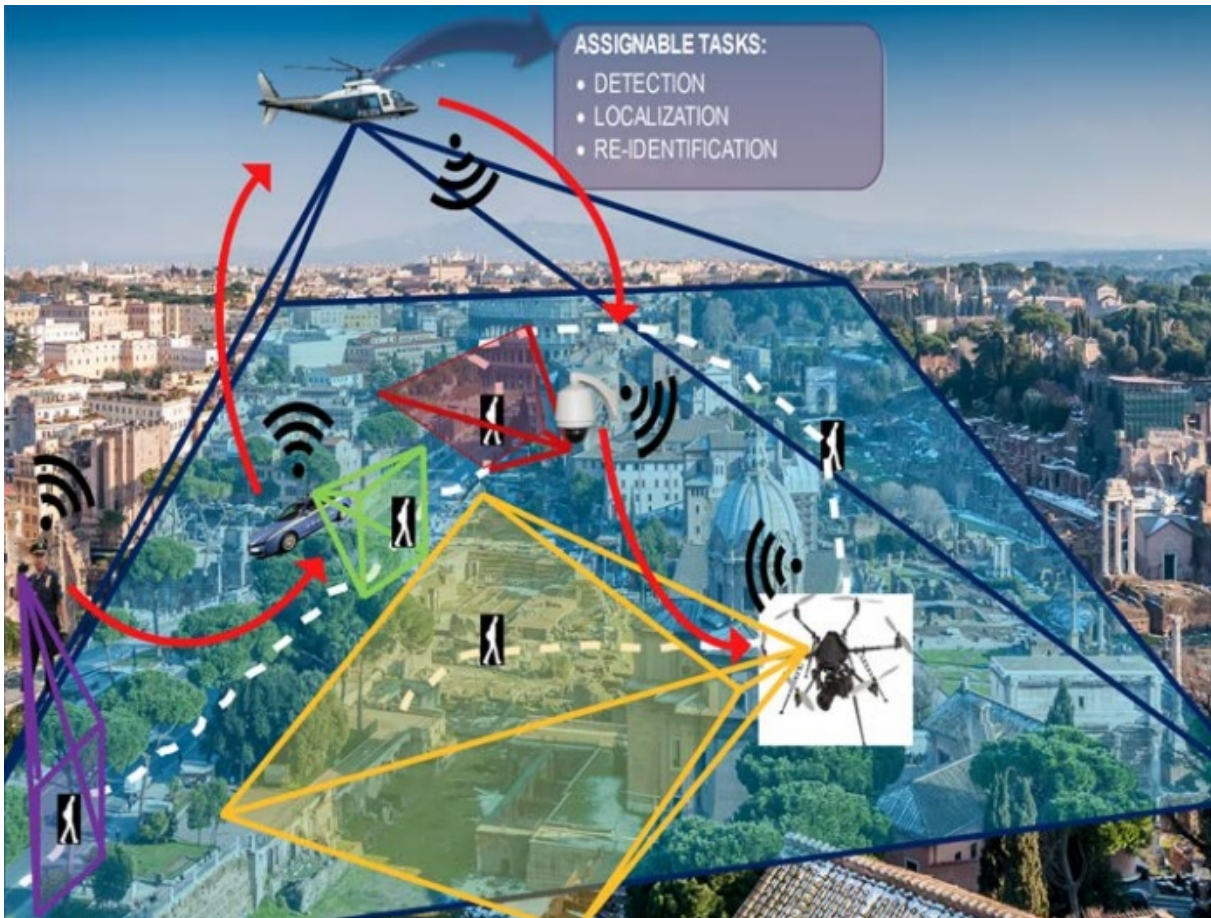 ASSIGNABLE TASKS:
• DETECTION
• LOCALIZATION
• RE-IDENTIFICATION